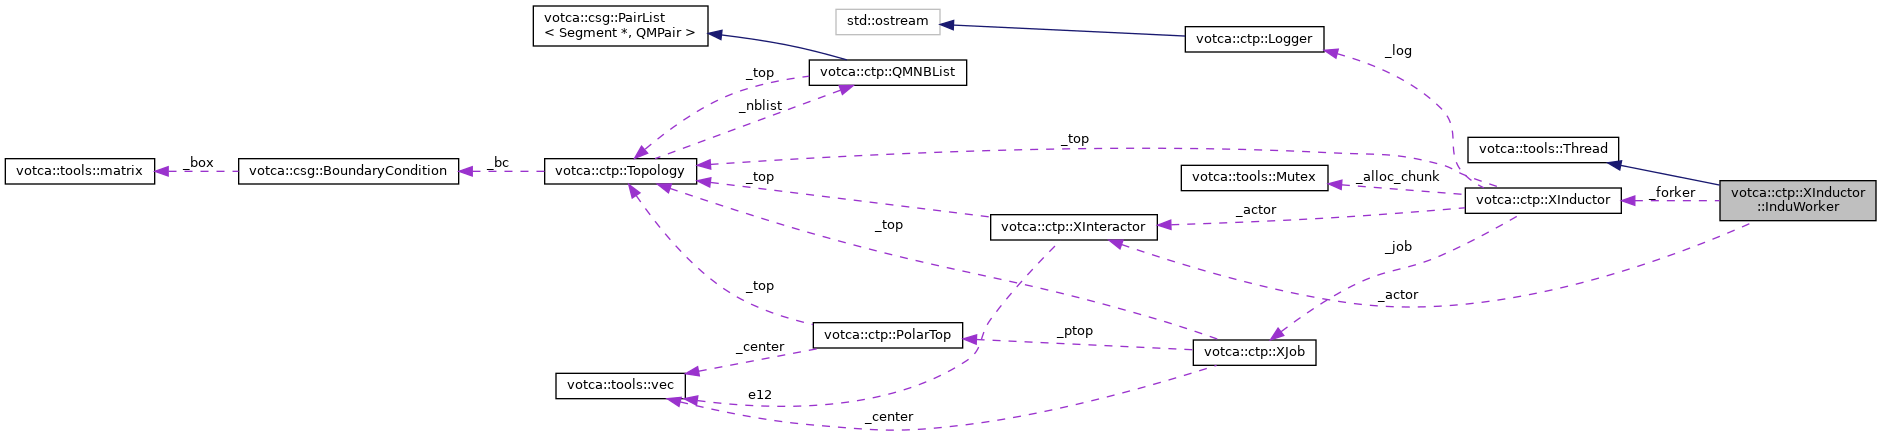 votca::csg::PairList
< Segment *, QMPair >
std::ostream
votca::ctp::Logger
_log
votca::ctp::QMNBList
_top
_nblist
_top
votca::tools::Thread
votca::tools::matrix
_box
votca::csg::BoundaryCondition
_bc
votca::ctp::Topology
_top
votca::tools::Mutex
_alloc_chunk
votca::ctp::XInductor
_forker
votca::ctp::XInductor
::InduWorker
_actor
votca::ctp::XInteractor
_top
_job
_top
_actor
votca::ctp::PolarTop
_ptop
_center
votca::ctp::XJob
votca::tools::vec
e12
_center